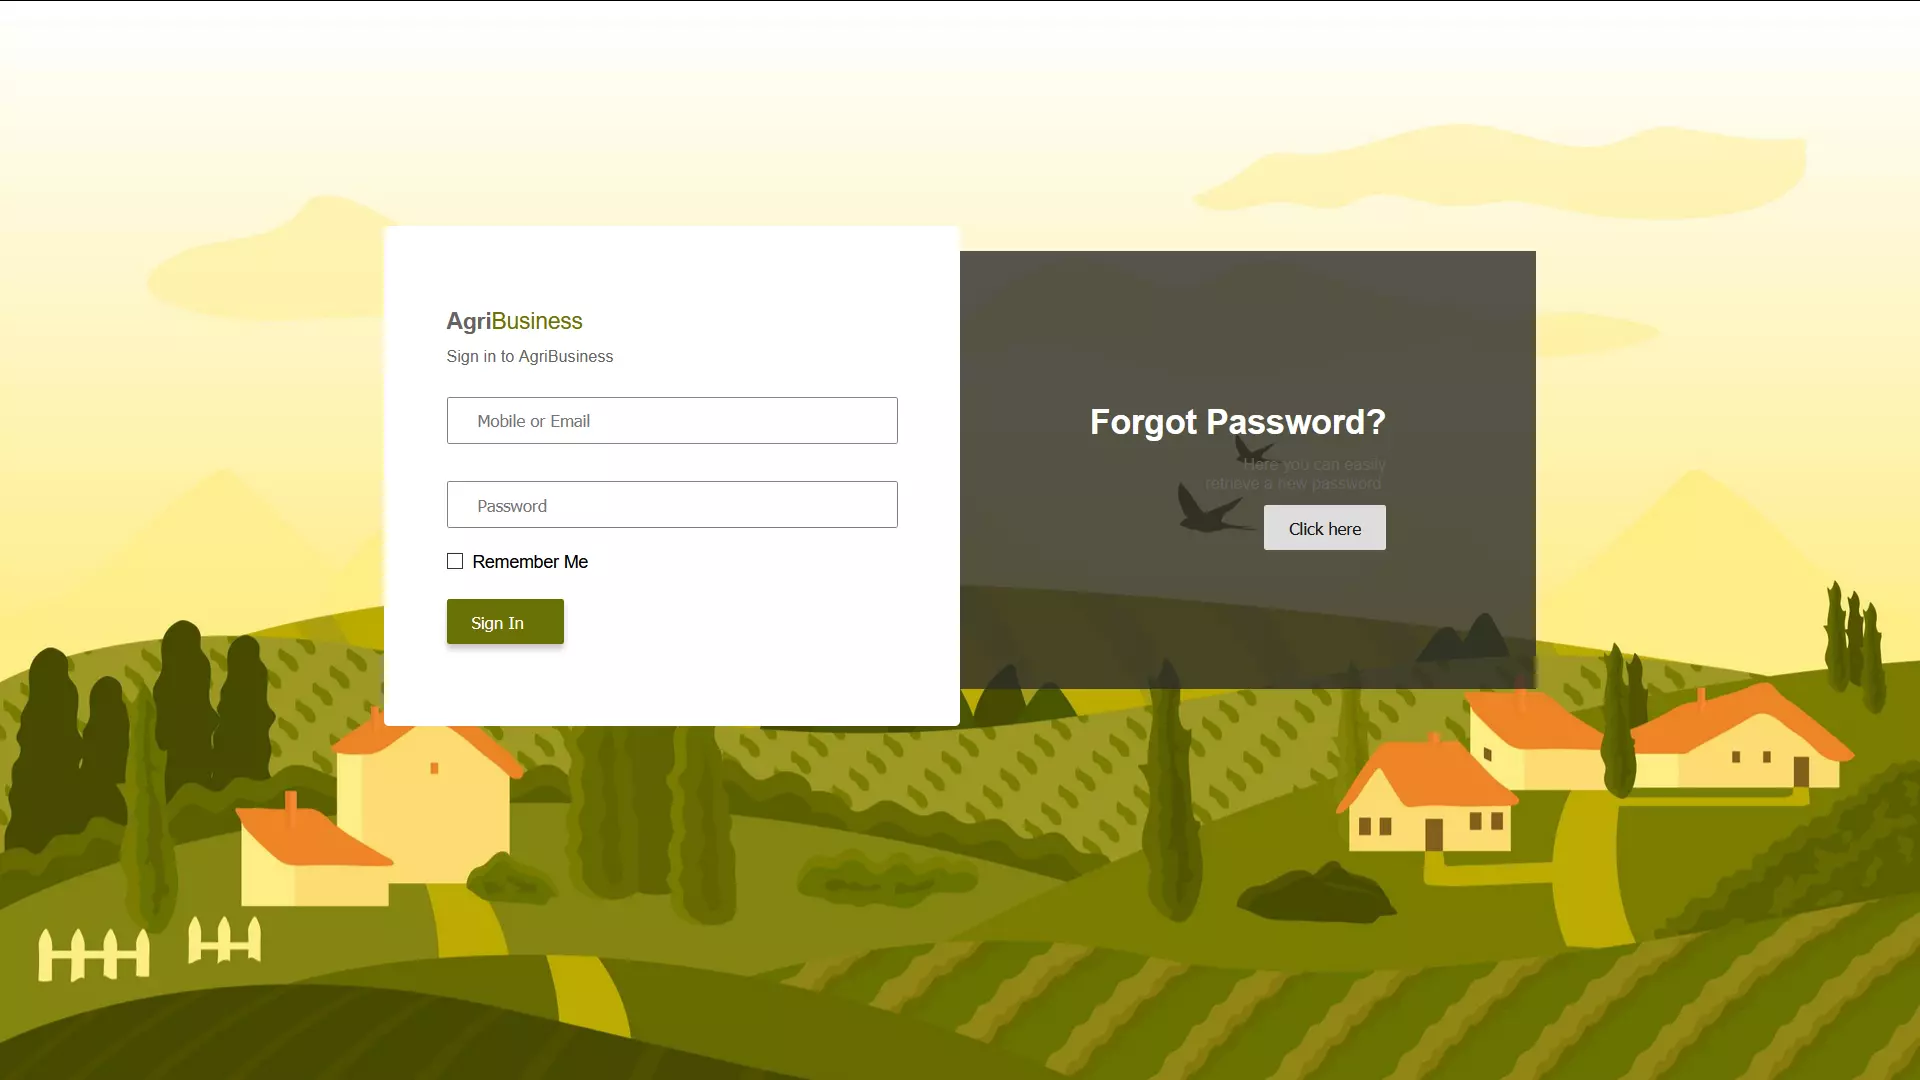 AgriBusiness
Sign in to AgriBusiness
Mobile or Email
Password
Remember Me
Sign In
Forgot Password?
Here you can easily
retrieve a new password
Click here